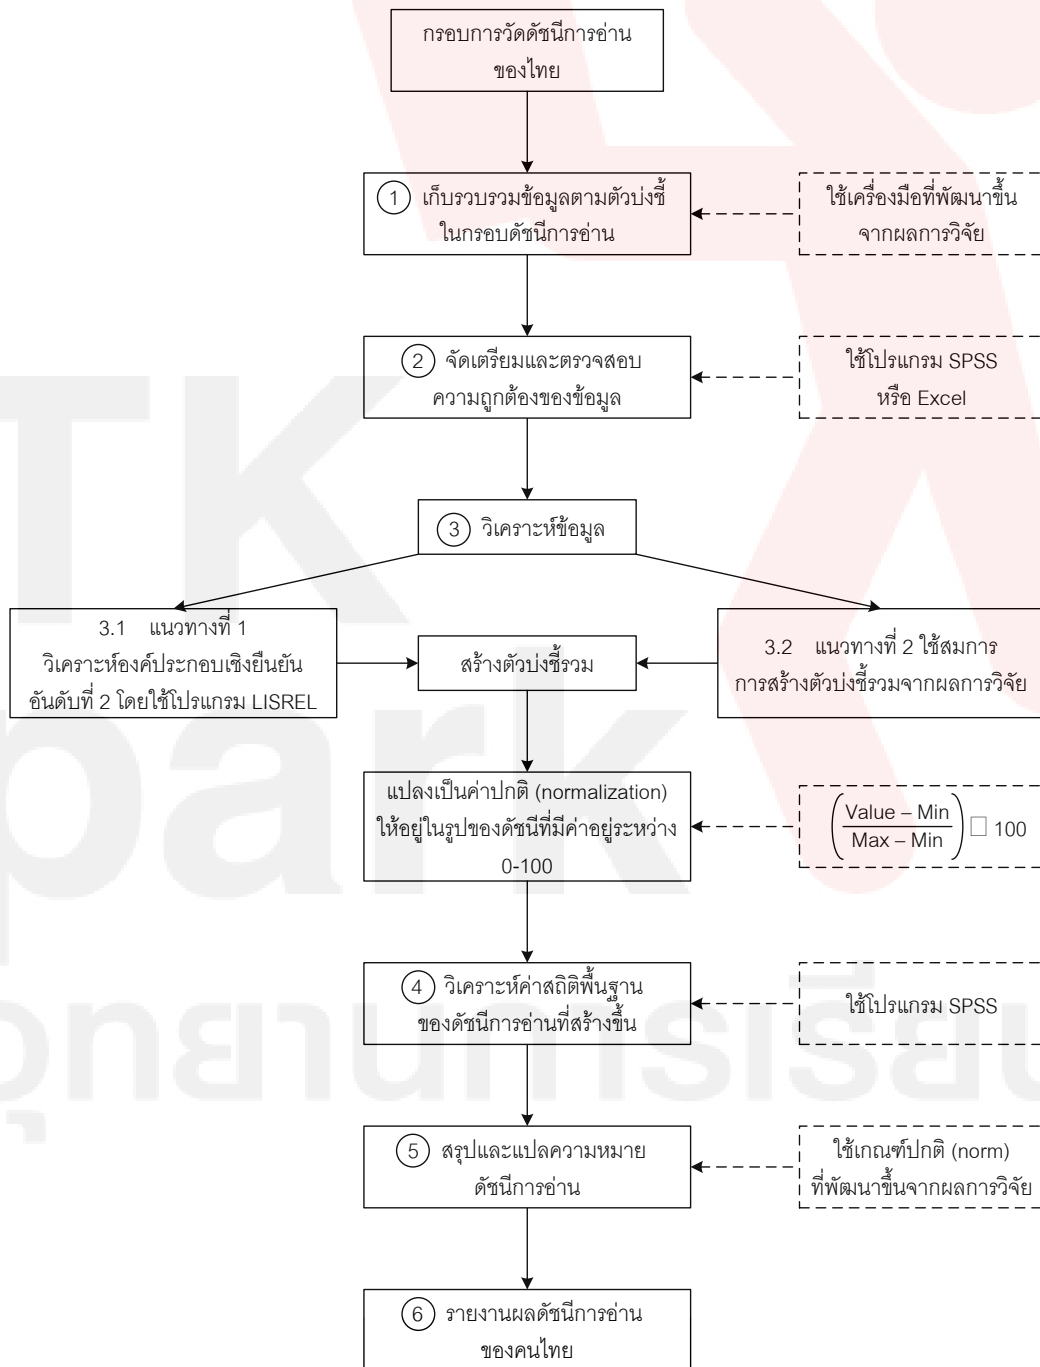 กรอบการวัดดัชนีการอ่าน
ของไทย
1 เก็บรวบรวมข้อมูลตามตัวบ่งชี้
ในกรอบดัชนีการอ่าน
ใช้เครื่องมือที่พัฒนาขึ้น
จากผลการวิจัย
2 จัดเตรียมและตรวจสอบ
ความถูกต้องของข้อมูล
ใช้โปรแกรม SPSS
หรือ Excel
3 วิเคราะห์ข้อมูล
3.1 แนวทางที่ 1
วิเคราะห์องค์ประกอบเชิงยืนยัน
อันดับที่ 2 โดยใช้โปรแกรม LISREL
สร้างตัวบ่งชี้รวม
3.2 แนวทางที่ 2 ใช้สมการ
การสร้างตัวบ่งชี้รวมจากผลการวิจัย
แปลงเป็นค่าปกติ (normalization)
ให้อยู่ในรูปของดัชนีที่มีค่าอยู่ระหว่าง
0-100
(Value – Min
Max – Min) □ 100
4 วิเคราะห์ค่าสถิติพื้นฐาน
ของดัชนีการอ่านที่สร้างขึ้น
ใช้โปรแกรม SPSS
5 สรุปและแปลความหมาย
ดัชนีการอ่าน
ใช้เกณฑ์ปกติ (norm)
ที่พัฒนาขึ้นจากผลการวิจัย
6 รายงานผลดัชนีการอ่าน
ของคนไทย
TK
park
อุทยานการเรีย